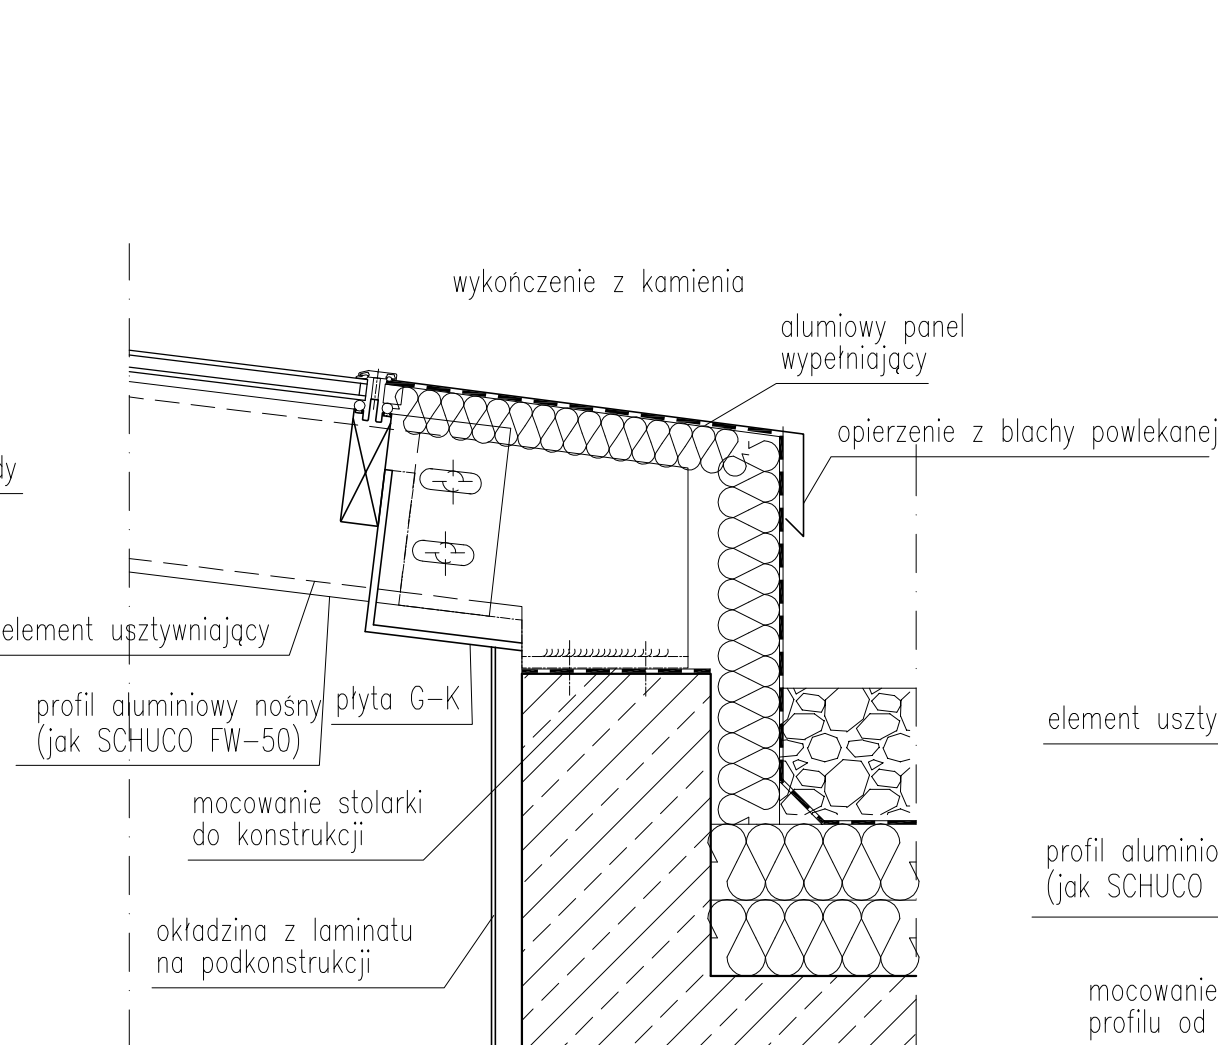 wykończenie z kamienia
alumiowy panel
wypełniający
opierzenie z blachy powlekanej
dy
element usztywniający
profil aluminiowy nośny
(jak SCHUCO FW-50)
płyta G-K
element uszty
mocowanie stolarki
do konstrukcji
profil aluminio
(jak SCHUCO
okładzina z laminatu
na podkonstrukcji
mocowanie
profilu od